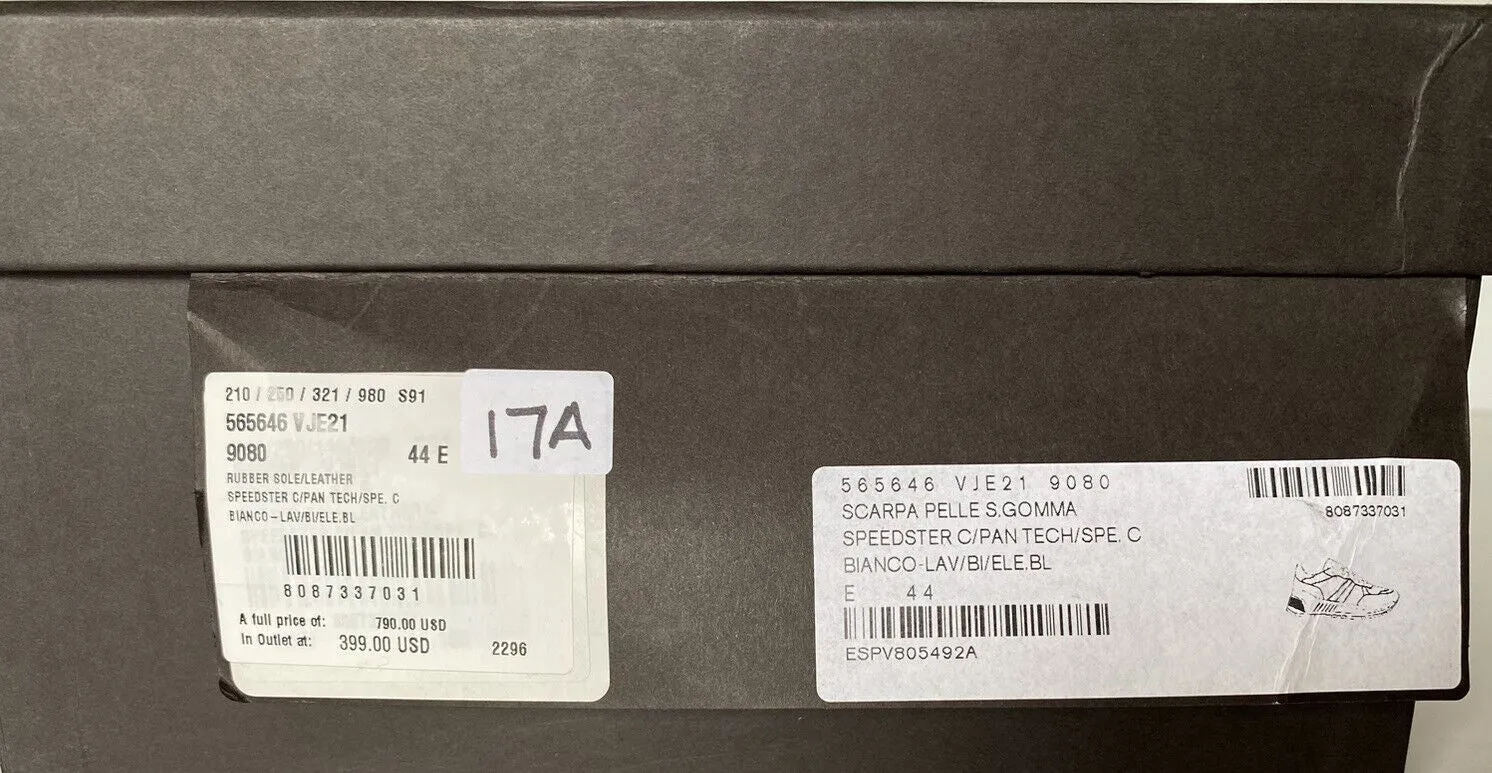 210 / 250 / 321 / 980 S91
565646 VJE21
9080 44 E
RUBBER SOLE/LEATHER
SPEEDSTER C/PAN TECH/SPE. C
BIANCO-LAV/BI/ELE.BL
8087337031
A full price of: 790.00 USD
In Outlet at: 399.00 USD 2296
17A
565646 VJE21 9080
SCARPA PELLE S.GOMMA
SPEEDSTER C/PAN TECH/SPE. C
BIANCO-LAV/BI/ELE.BL
E 44
ESPV805492A
8087337031